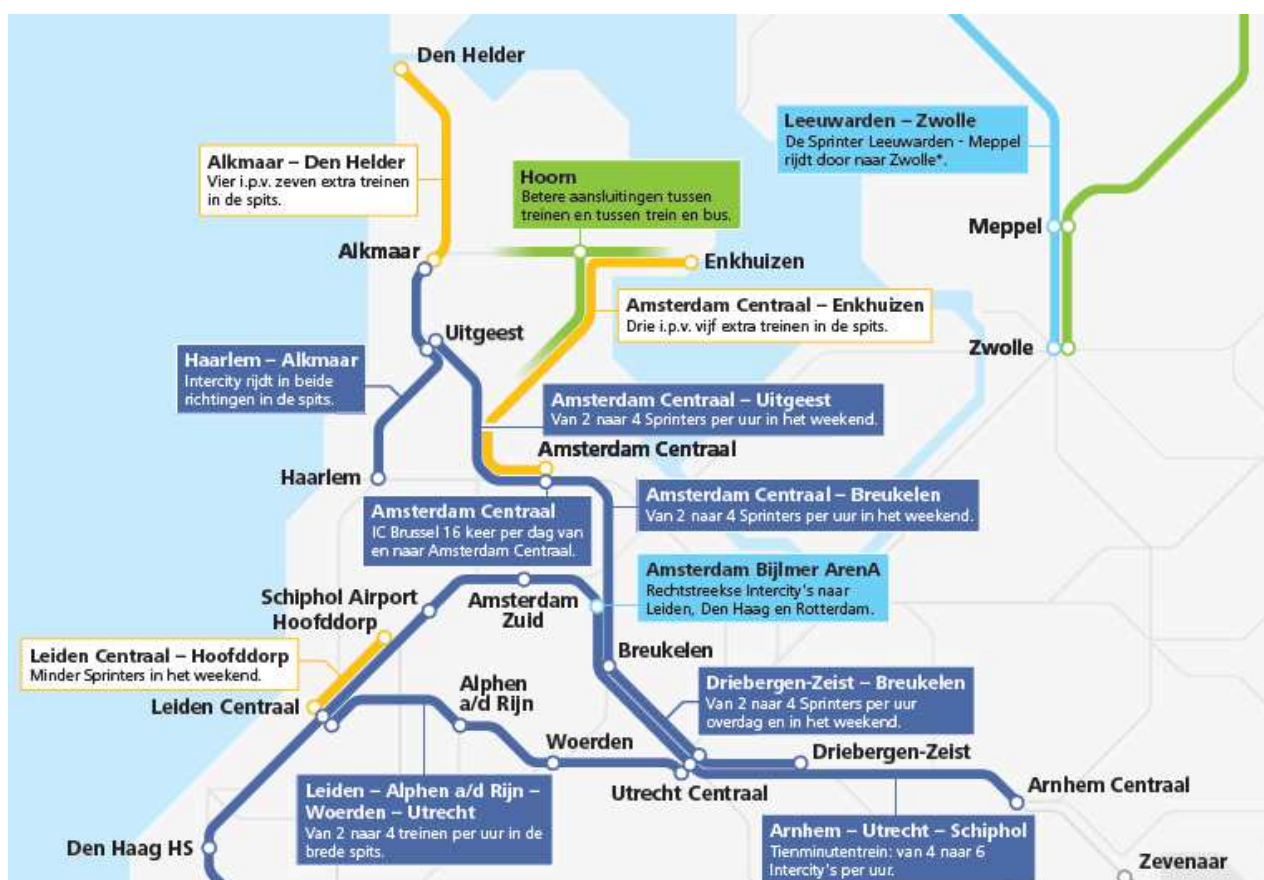 Den Helder
Leeuwarden – Zwolle
De Sprinter Leeuwarden - Meppel
rijdt door naar Zwolle*.
Alkmaar – Den Helder
Vier i.p.v. zeven extra treinen
in de spits.
Hoorn
Betere aansluitingen tussen
treinen en tussen trein en bus.
Meppel
Alkmaar
Enkhuizen
Amsterdam Centraal – Enkhuizen
Drie i.p.v. vijf extra treinen in de spits.
Uitgeest
Zwolle
Haarlem – Alkmaar
Intercity rijdt in beide
richtingen in de spits.
Amsterdam Centraal – Uitgeest
Van 2 naar 4 Sprinters per uur in het weekend.
Amsterdam Centraal
Haarlem
Amsterdam Centraal
IC Brussel 16 keer per dag van
en naar Amsterdam Centraal.
Amsterdam Centraal – Breukelen
Van 2 naar 4 Sprinters per uur in het weekend.
Amsterdam Bijlmer ArenA
Rechtstreekse Intercity's naar
Leiden, Den Haag en Rotterdam.
Schiphol Airport
Amsterdam
Zuid
Hoofddorp
Leiden Centraal – Hoofddorp
Minder Sprinters in het weekend.
Breukelen
Leiden Centraal
Alphen
a/d Rijn
Driebergen-Zeist – Breukelen
Van 2 naar 4 Sprinters per uur
overdag en in het weekend.
Woerden
Driebergen-Zeist
Utrecht Centraal
Arnhem Centraal
Leiden – Alphen a/d Rijn –
Woerden – Utrecht
Van 2 naar 4 treinen per uur in de
brede spits.
Den Haag HS
Arnhem – Utrecht – Schiphol
Tienminutentrein: van 4 naar 6
Intercity's per uur.
Zevenaar